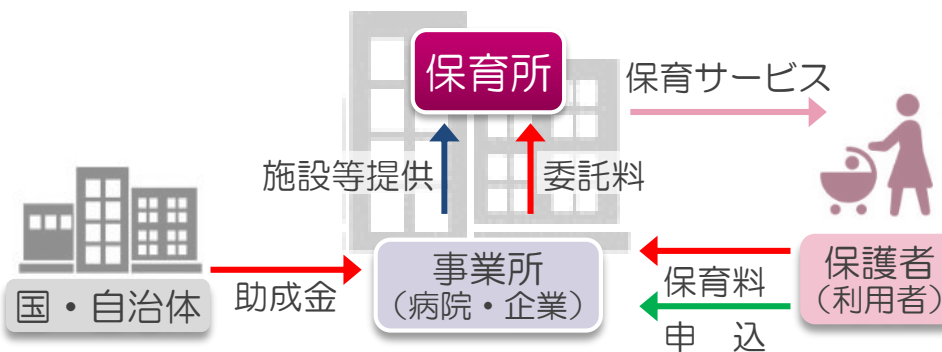 保育所
保育サービス
施設等提供
委託料
国・自治体
助成金
事業所
（病院・企業）
保育料
申　込
保護者
（利用者）